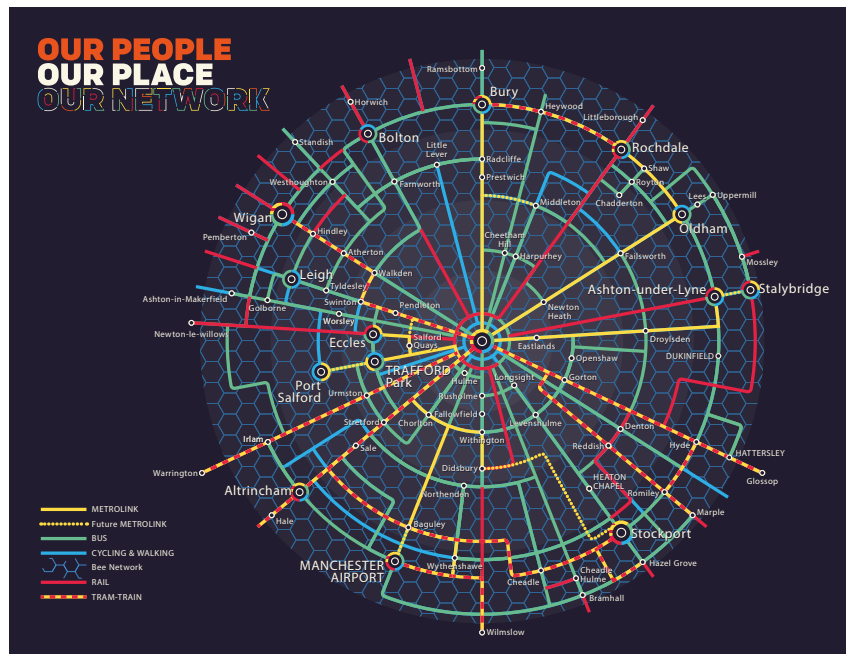 OUR PEOPLE
OUR PLACE
OUR NETWORK
Ramsbottom
Bury
Horwich
Heywood
Littleborough
Bolton
Rochdale
Standish
Little
Lever
Radcliffe
Shaw
Prestwich
Westhoughton
Farnworth
Royton
Lees
Uppermill
Chadderton
Middleton
Wigan
Oldham
Pemberton
Hindley
Cheetham
Hill
Harpurhey
Atherton
Failsworth
Mossley
Walkden
Leigh
Tyldesley
Ashton-under-Lyne
Stalybridge
Ashton-in-Makerfield
Golborne
Swinton
Pendleton
Newton
Heath
Worsley
Newton-le-willow
Eccles
Salford
Quays
Eastlands
Droylsden
Openshaw
DUKINFIELD
TRAFFORD
Park
Port
Salford
Hulme
Longsight
Gorton
Urmston
Rusholme
Stretford
Chorlton
Fallowfield
Levenshulme
Denton
Irlam
Sale
Withington
Reddish
Hyde
HATTERSLEY
Warrington
Didsbury
Glossop
HEATON
CHAPEL
Altrincham
Northenden
Romiley
Marple
Hale
Baguley
Stockport
MANCHESTER
AIRPORT
Wythenshawe
Cheadle
Cheadle
Hulme
Hazel Grove
Bramhall
Wilmslow
METROLINK
Future METROLINK
BUS
CYCLING & WALKING
Bee Network
RAIL
TRAM-TRAIN